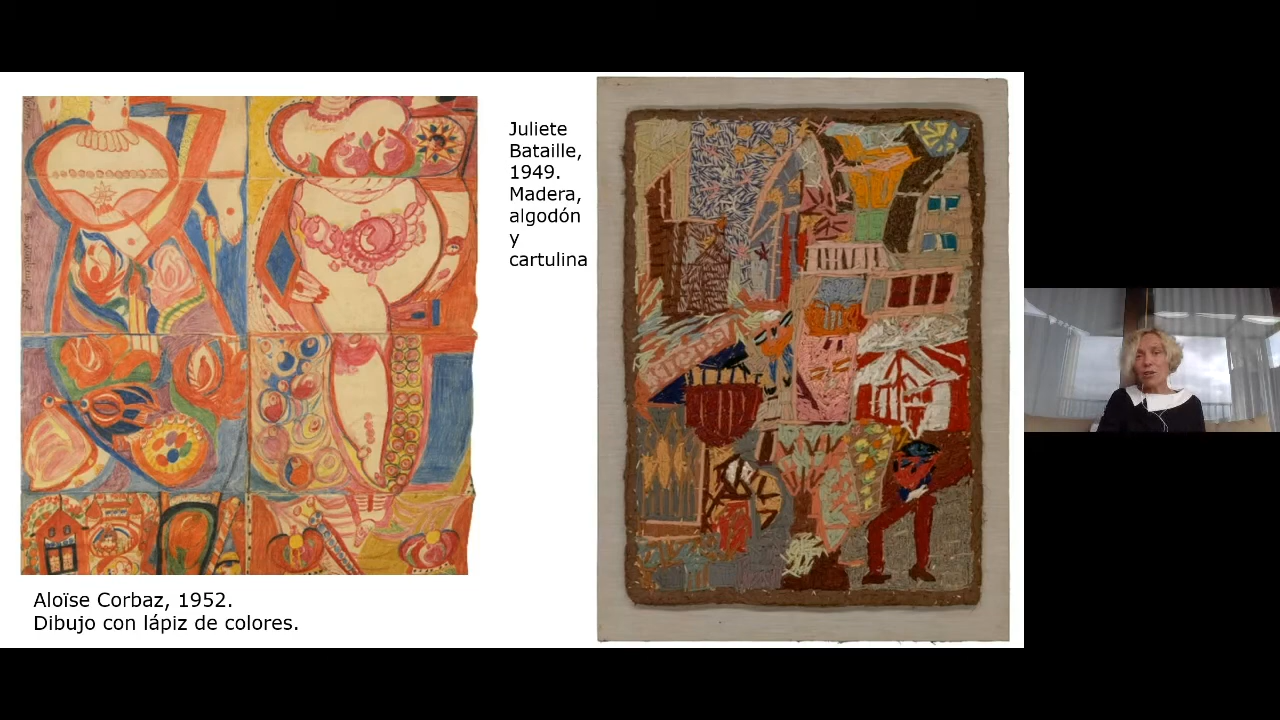 Juliete
Bataille,
1949.
Madera,
algodón
y
cartulina
Aloïse Corbaz, 1952.
Dibujo con lápiz de colores.